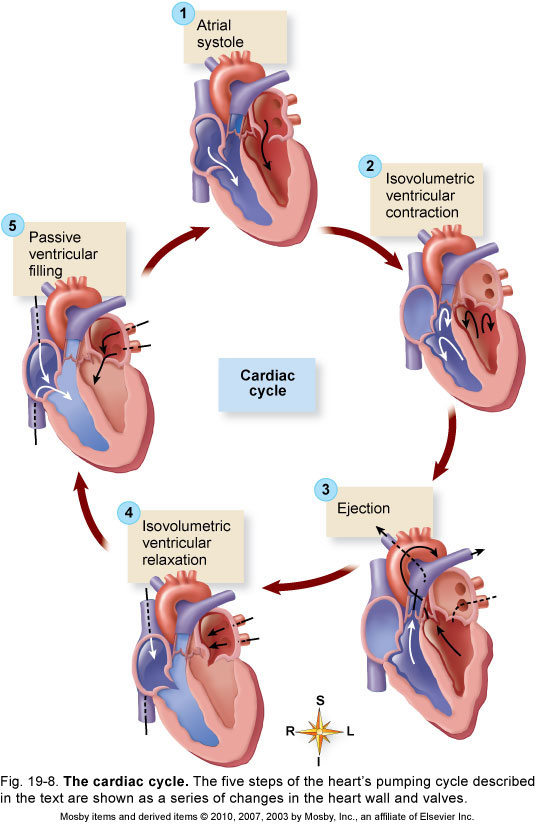 1
Atrial
systole
2
Isovolumetric
ventricular
contraction
3
Ejection
4
Isovolumetric
ventricular
relaxation
5
Passive
ventricular
filling
Cardiac
cycle
S
R L
I
Fig. 19-8. The cardiac cycle. The five steps of the heart's pumping cycle described
in the text are shown as a series of changes in the heart wall and valves.
Mosby items and derived items © 2010, 2007, 2003 by Mosby, Inc., an affiliate of Elsevier Inc.